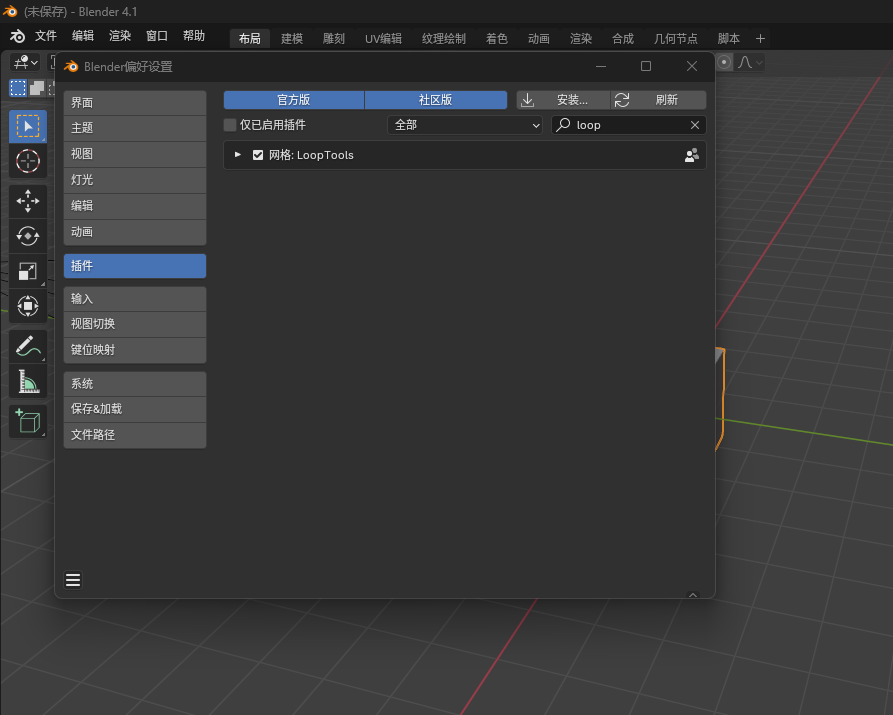 (未保存) - Blender 4.1
文件 编辑 渲染 窗口 帮助 布局 建模 雕刻 UV编辑 纹理绘制 着色 动画 渲染 合成 几何节点 脚本 +
Blender偏好设置
界面
主题
视图
灯光
编辑
动画
插件
输入
视图切换
键位映射
系统
保存&加载
文件路径
官方版 社区版 安装... 刷新
仅已启用插件 全部 loop
网格: LoopTools